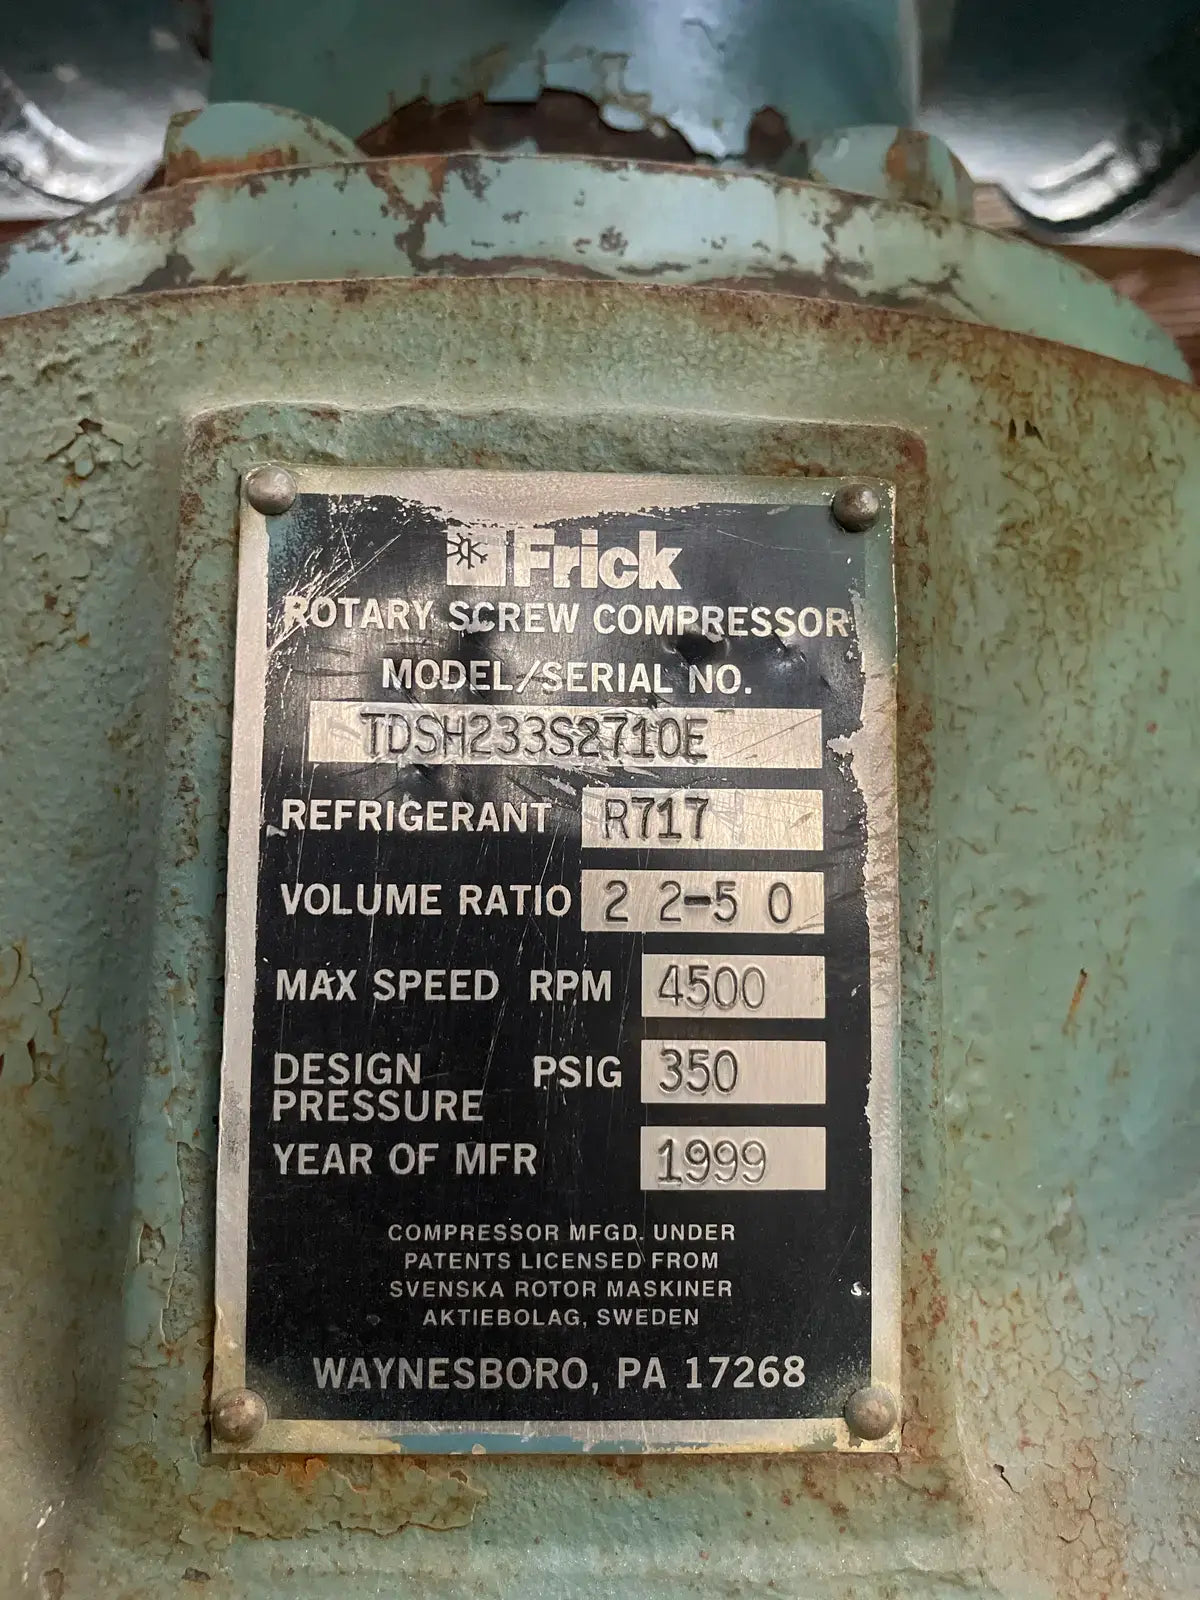 Frick
ROTARY SCREW COMPRESSOR
MODEL/SERIAL NO.
TDSH233S2710E
REFRIGERANT R717
VOLUME RATIO 2 2-5 0
MAX SPEED RPM 4500
DESIGN PRESSURE PSIG 350
YEAR OF MFR 1999
COMPRESSOR MFGD. UNDER
PATENTS LICENSED FROM
SVENSKA ROTOR MASKINER
AKTIEBOLAG, SWEDEN
WAYNESBORO, PA 17268